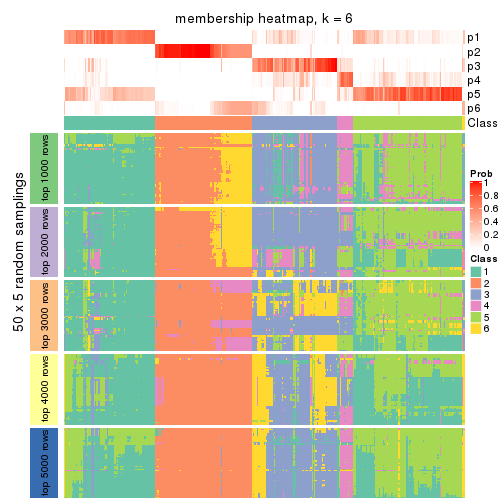 membership heatmap, k = 6
p1
p2
p3
p4
p5
p6
Class
50 x 5 random samplings
top 1000 rows
top 2000 rows
top 3000 rows
top 4000 rows
top 5000 rows
Prob
1
0.8
0.6
0.4
0.2
0
Class
1
2
3
4
5
6